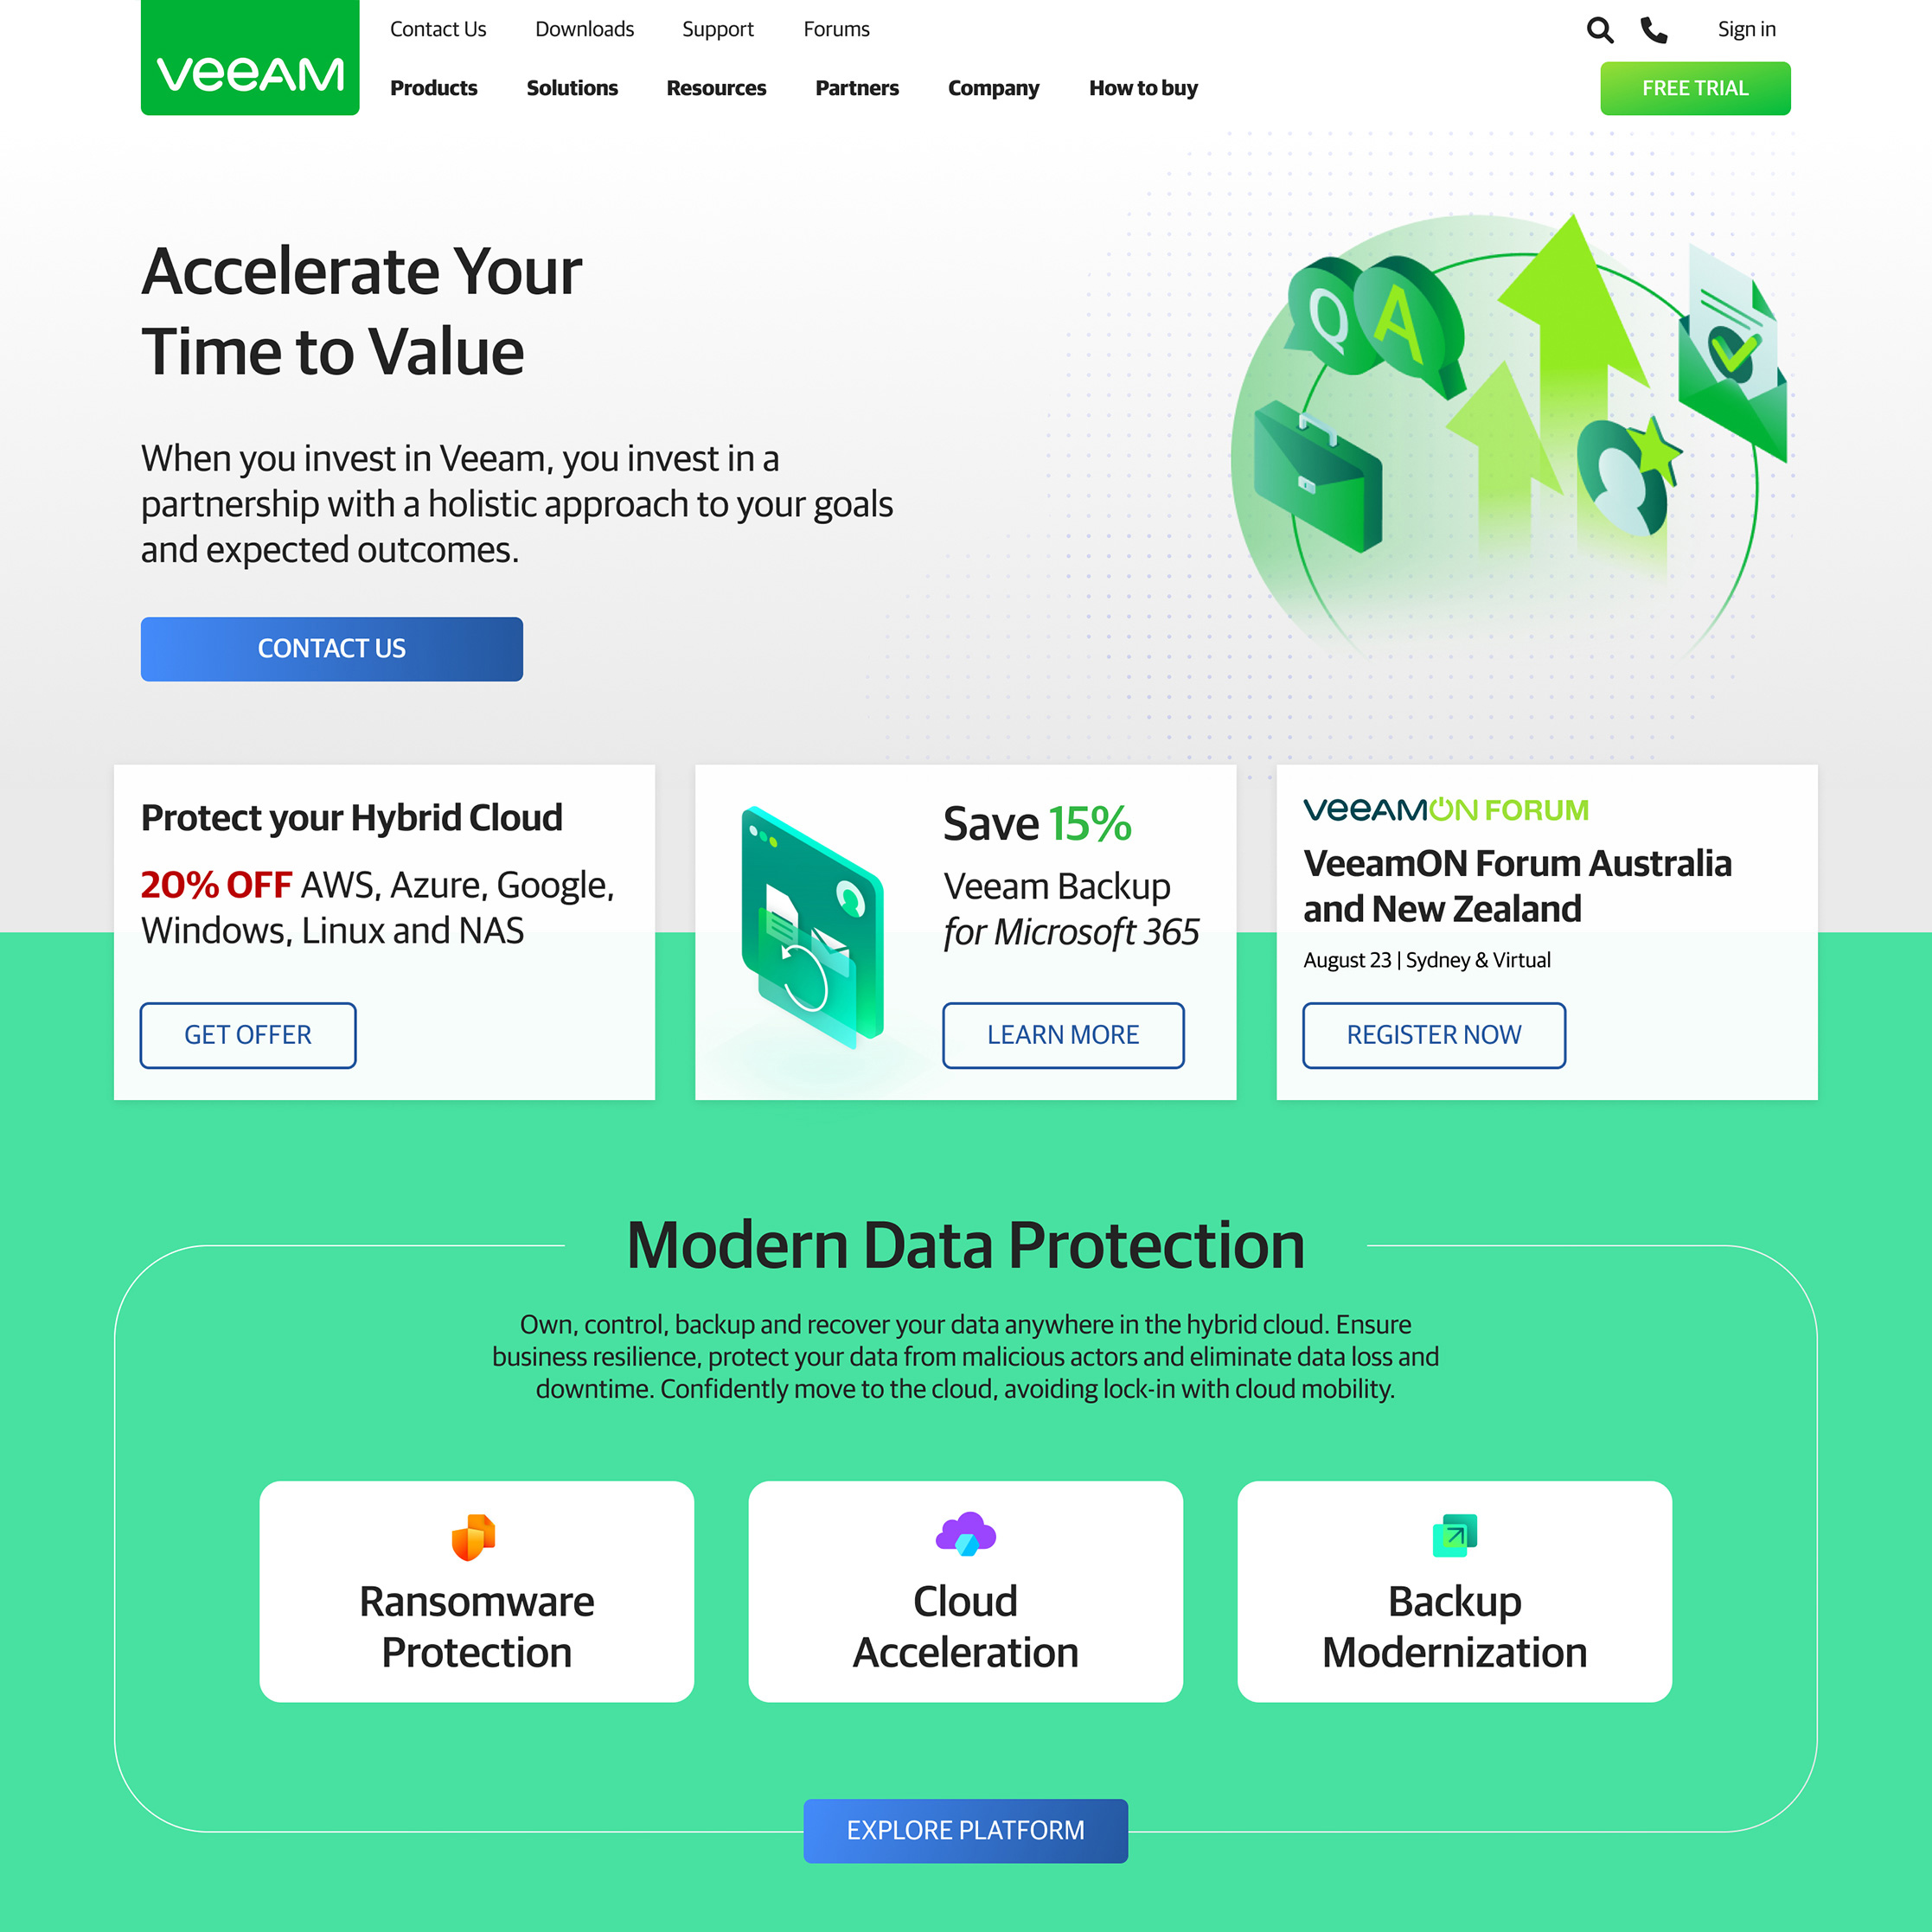 veeAM
Contact Us Downloads Support Forums Sign in
Products Solutions Resources Partners Company How to buy FREE TRIAL
Accelerate Your
Time to Value
Q A
When you invest in Veeam, you invest in a
partnership with a holistic approach to your goals
and expected outcomes.
CONTACT US
Protect your Hybrid Cloud
20% OFF AWS, Azure, Google,
Windows, Linux and NAS
GET OFFER
Save 15%
Veeam Backup
for Microsoft 365
LEARN MORE
veeAMON FORUM
VeeamON Forum Australia
and New Zealand
August 23 | Sydney & Virtual
REGISTER NOW
Modern Data Protection
Own, control, backup and recover your data anywhere in the hybrid cloud. Ensure
business resilience, protect your data from malicious actors and eliminate data loss and
downtime. Confidently move to the cloud, avoiding lock-in with cloud mobility.
Ransomware
Protection
Cloud
Acceleration
Backup
Modernization
EXPLORE PLATFORM